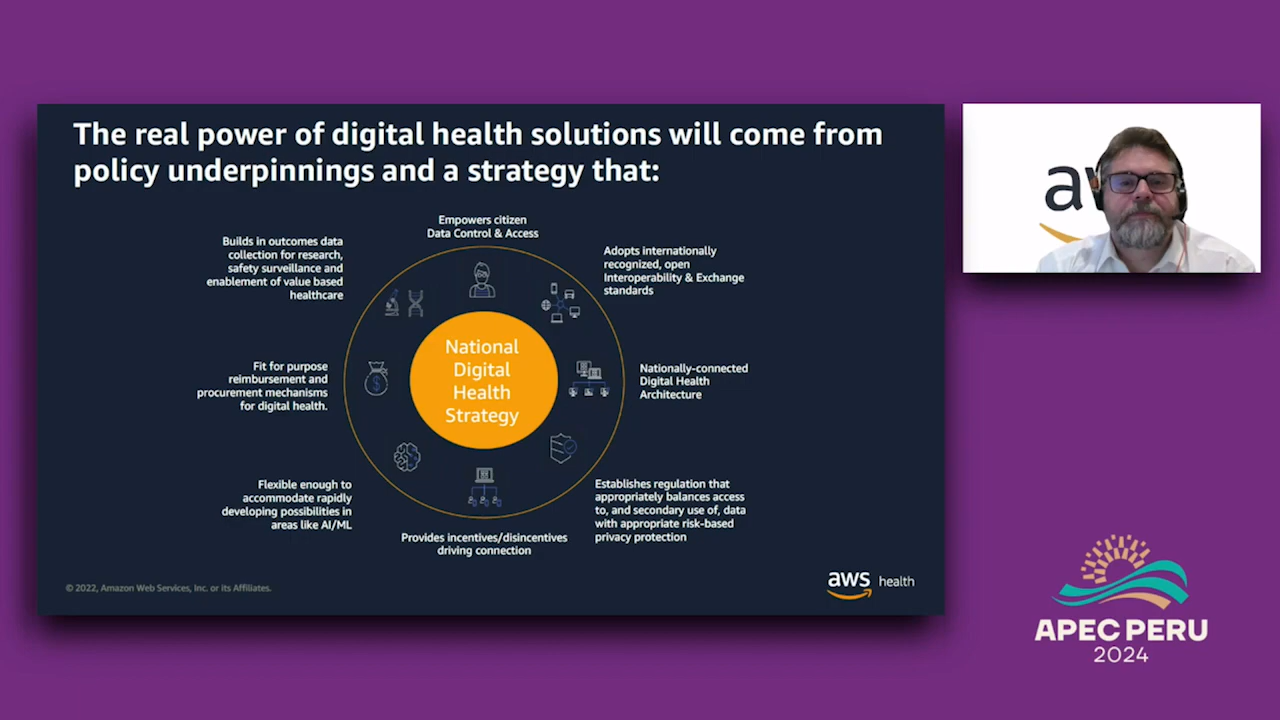 The real power of digital health solutions will come from
policy underpinnings and a strategy that:
Empowers citizen
Data Control & Access
Adopts internationally
recognized, open
Interoperability & Exchange
standards
Nationally-connected
Digital Health
Architecture
Establishes regulation that
appropriately balances access
to, and secondary use of, data
with appropriate risk-based
privacy protection
Provides incentives/disincentives
driving connection
Flexible enough to
accommodate rapidly
developing possibilities in
areas like AI/ML
Fit for purpose
reimbursement and
procurement mechanisms
for digital health.
Builds in outcomes data
collection for research,
safety surveillance and
enablement of value based
healthcare
National
Digital
Health
Strategy
© 2022, Amazon Web Services, Inc. or its Affiliates.
aws health
APEC PERU
2024